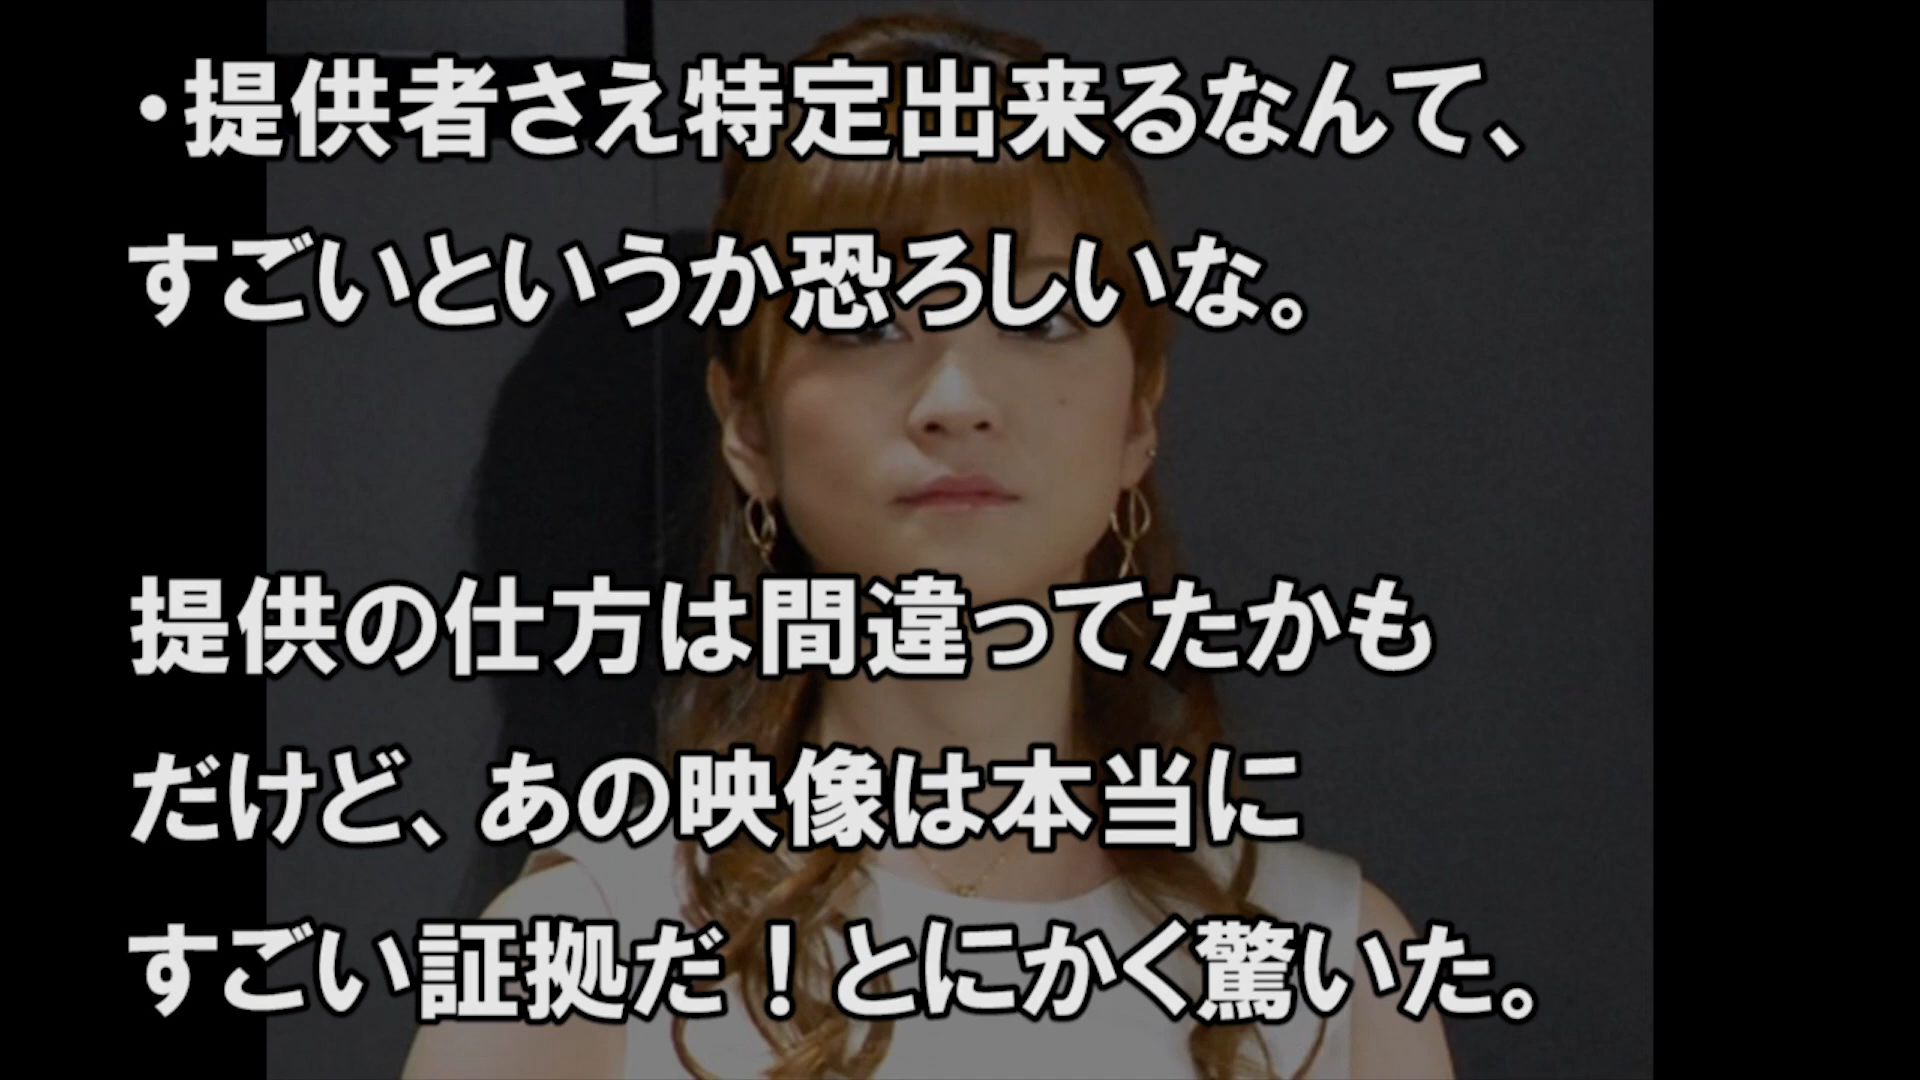 ・提供者さえ特定出来るなんて、
すごいというか恐ろしいな。
提供の仕方は間違ってたかも
だけど、あの映像は本当に
すごい証拠だ！とにかく驚いた。